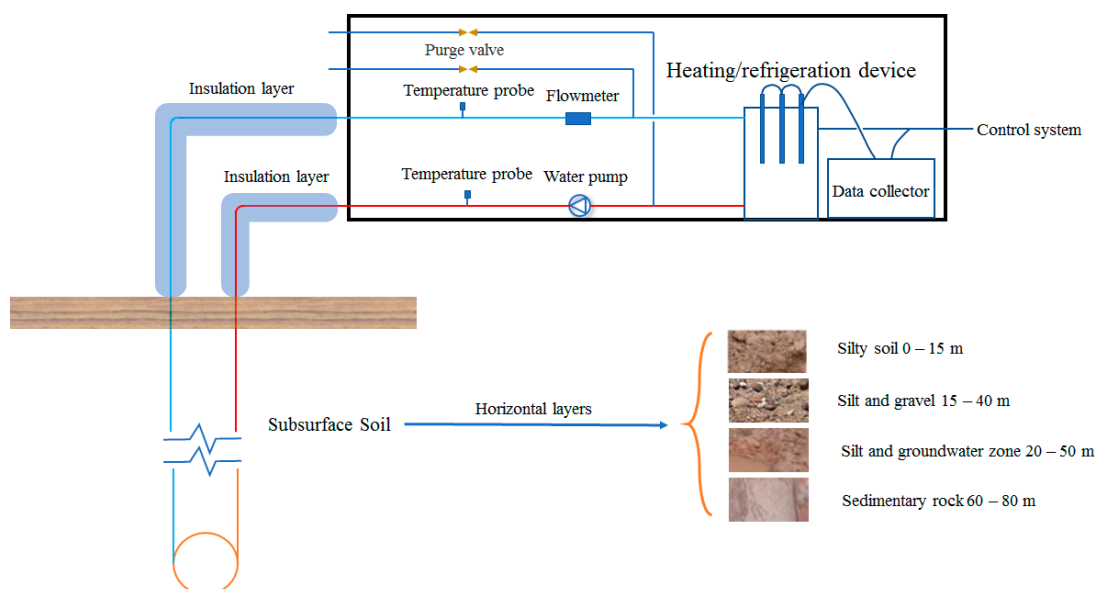 Purge valve
Heating/refrigeration device
Insulation layer
Temperature probe
Flowmeter
Control system
Insulation layer
Temperature probe
Water pump
Data collector
Silty soil 0 – 15 m
Silt and gravel 15 – 40 m
Subsurface Soil
Horizontal layers
Silt and groundwater zone 20 – 50 m
Sedimentary rock 60 – 80 m